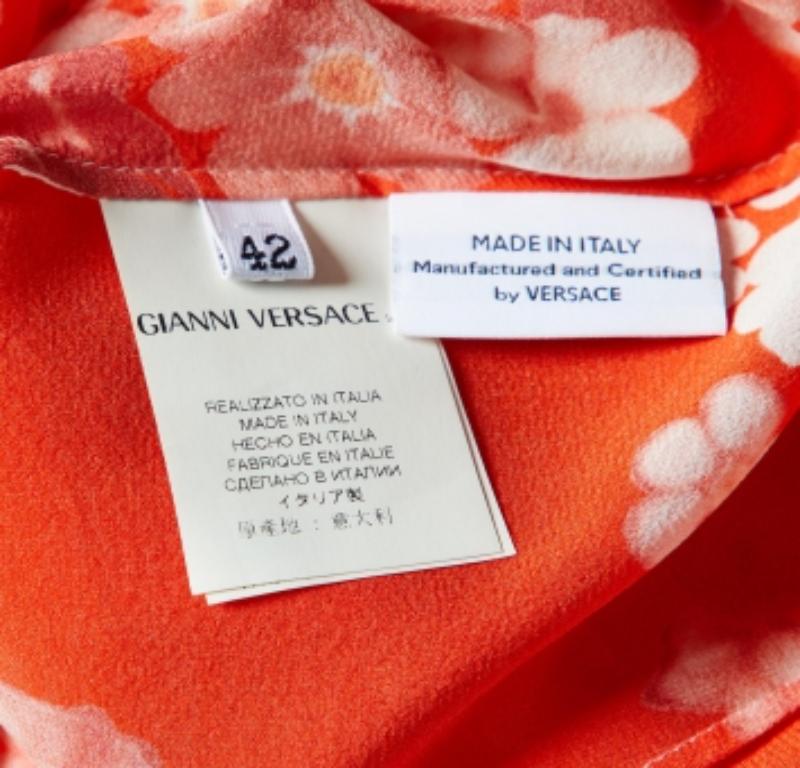 42
GIANNI VERSACE
REALIZZATO IN ITALIA
MADE IN ITALY
HECHO EN ITALIA
FABRIQUE EN ITALIE
СДЕЛАНО В ИТАЛИИ
イタリア製
原産地 : 意大利
MADE IN ITALY
Manufactured and Certified
by VERSACE